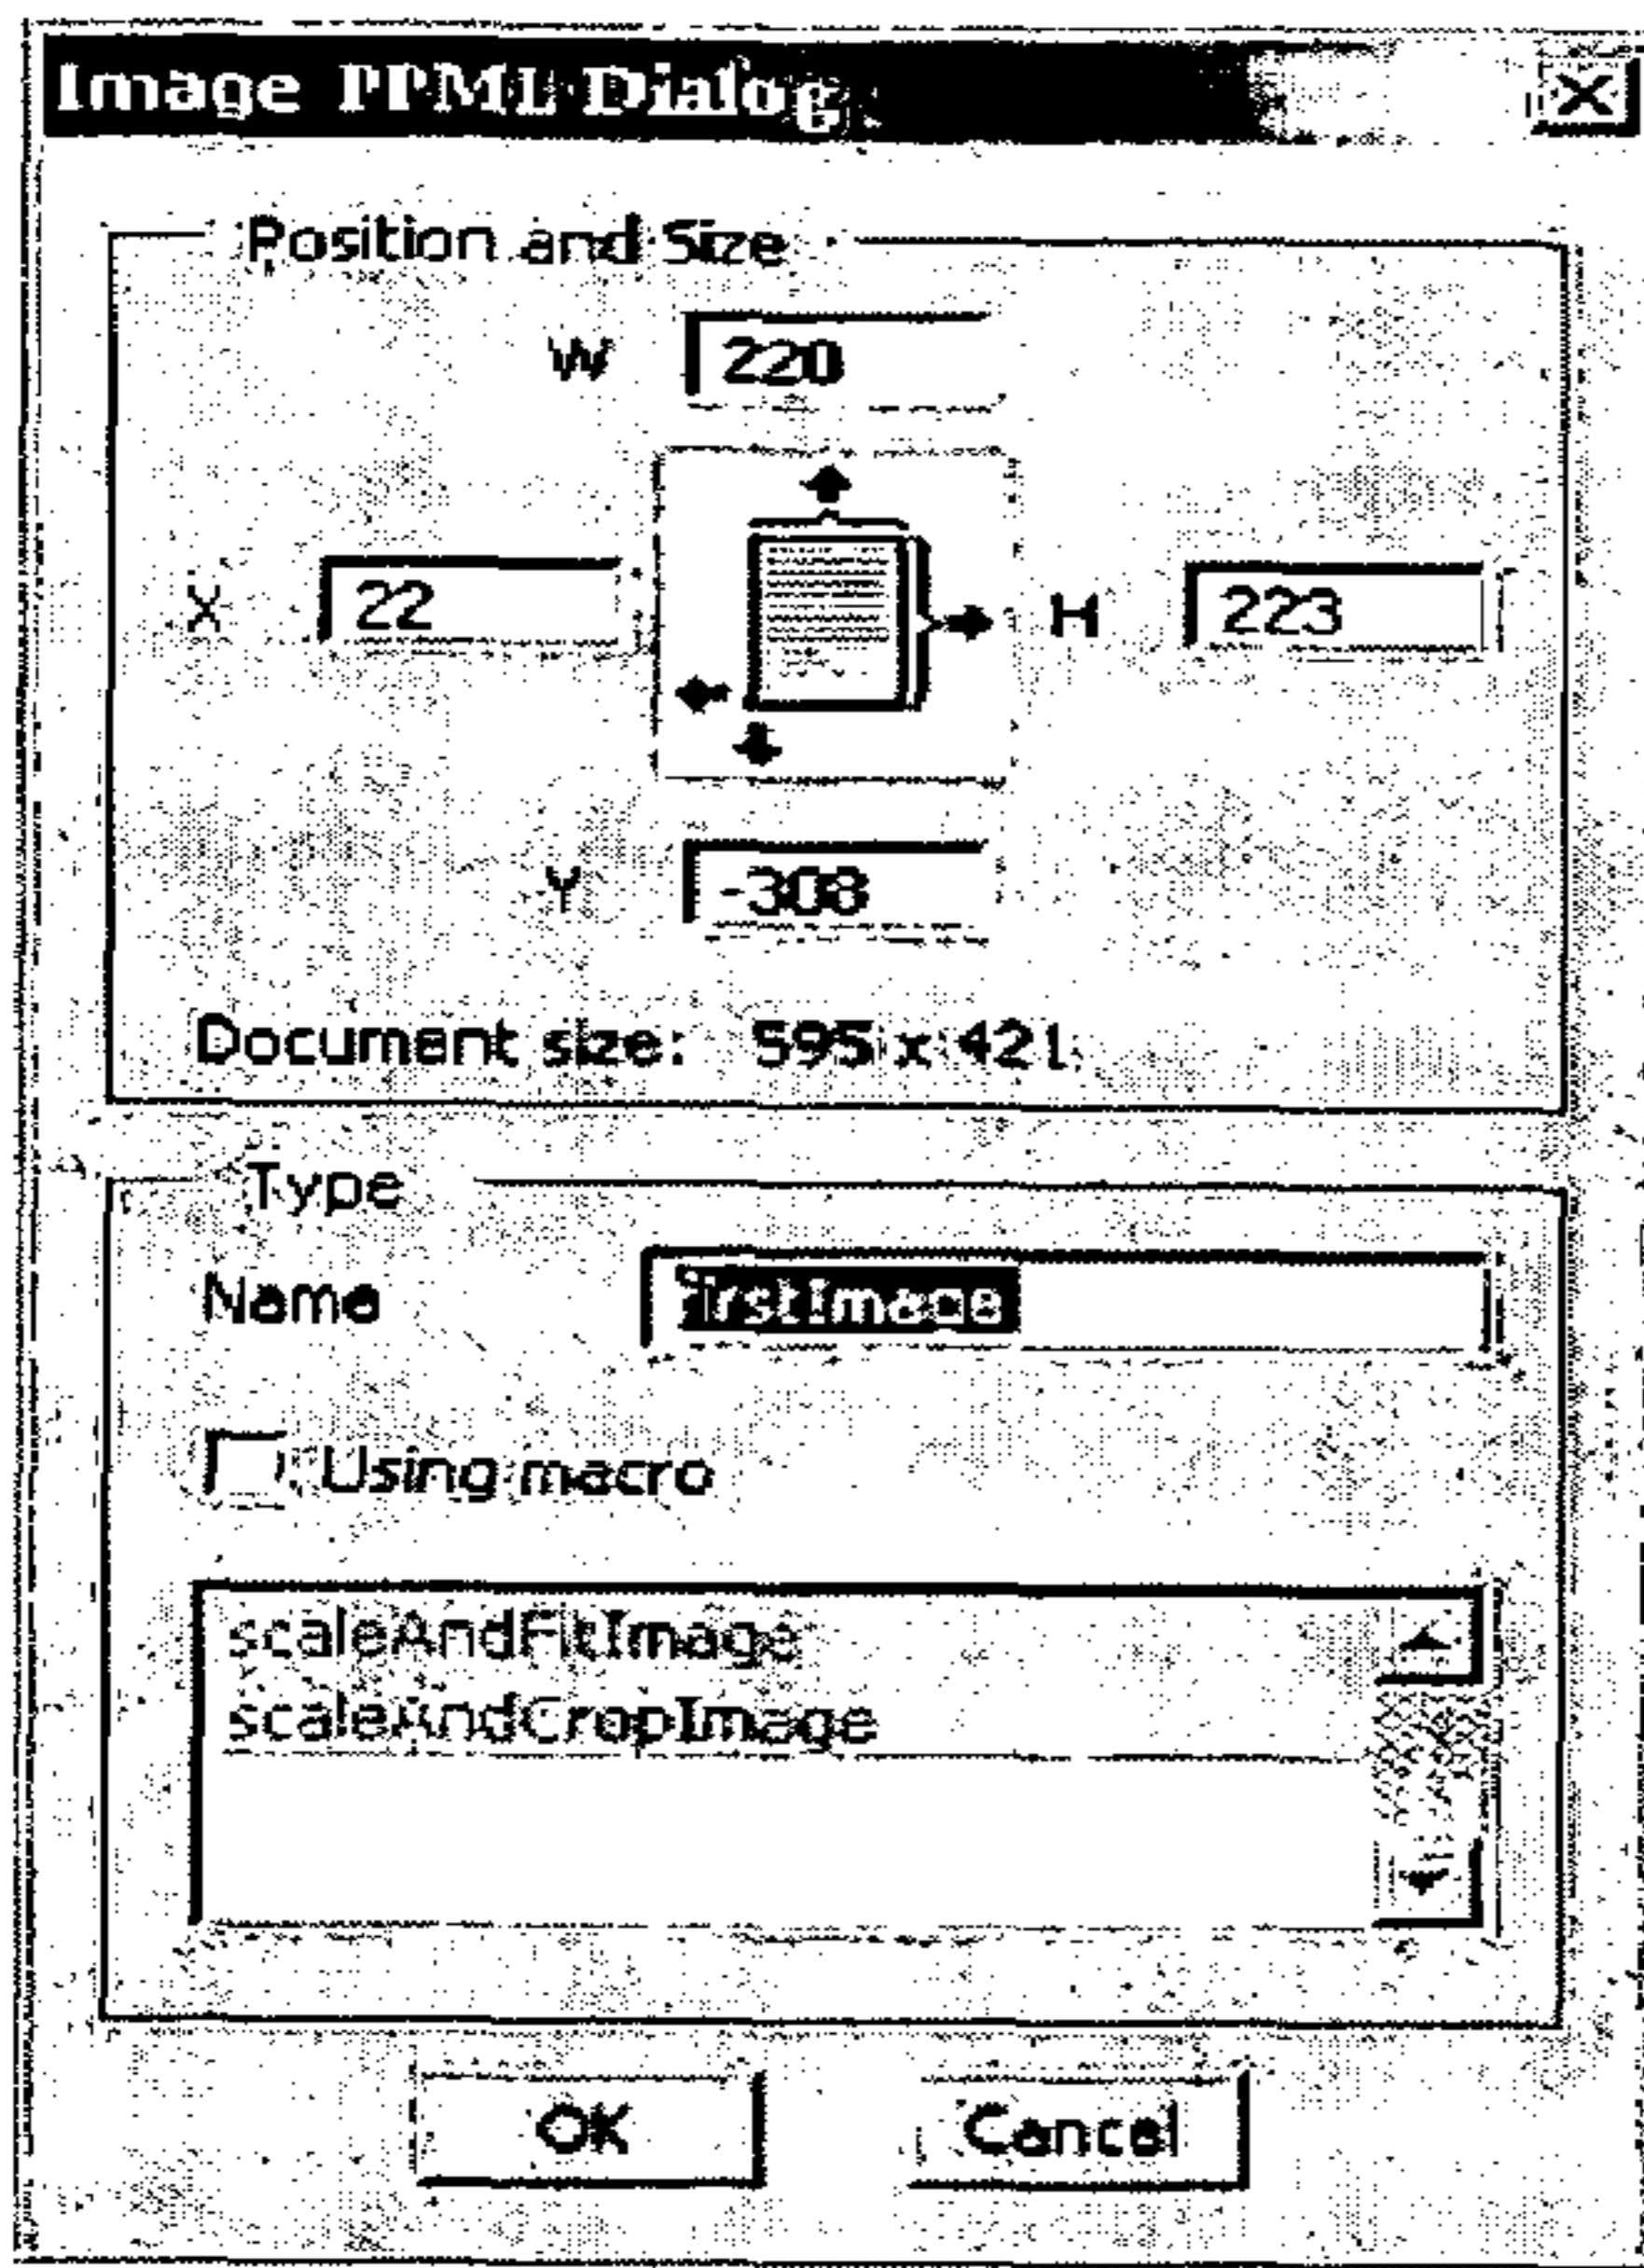 Image PPML Dialog
Position and Size
W 220
X 22 H 223
Y -308
Document size: 595 x 421
Type
Name firstImage
Using macro
scaleAndFitImage
scaleAndCropImage
OK Cancel